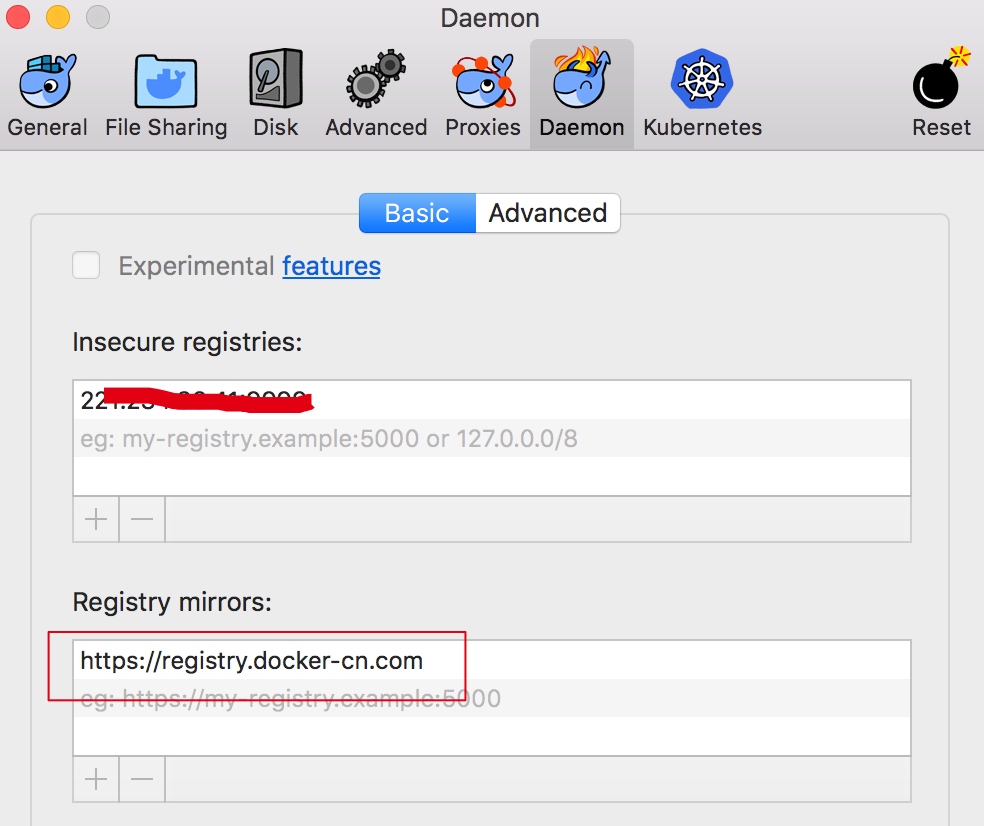 Daemon
General File Sharing Disk Advanced Proxies Daemon Kubernetes Reset
Basic Advanced
Experimental features
Insecure registries:
eg: my-registry.example:5000 or 127.0.0.0/8
Registry mirrors:
https://registry.docker-cn.com
eg: https://my-registry.example:5000